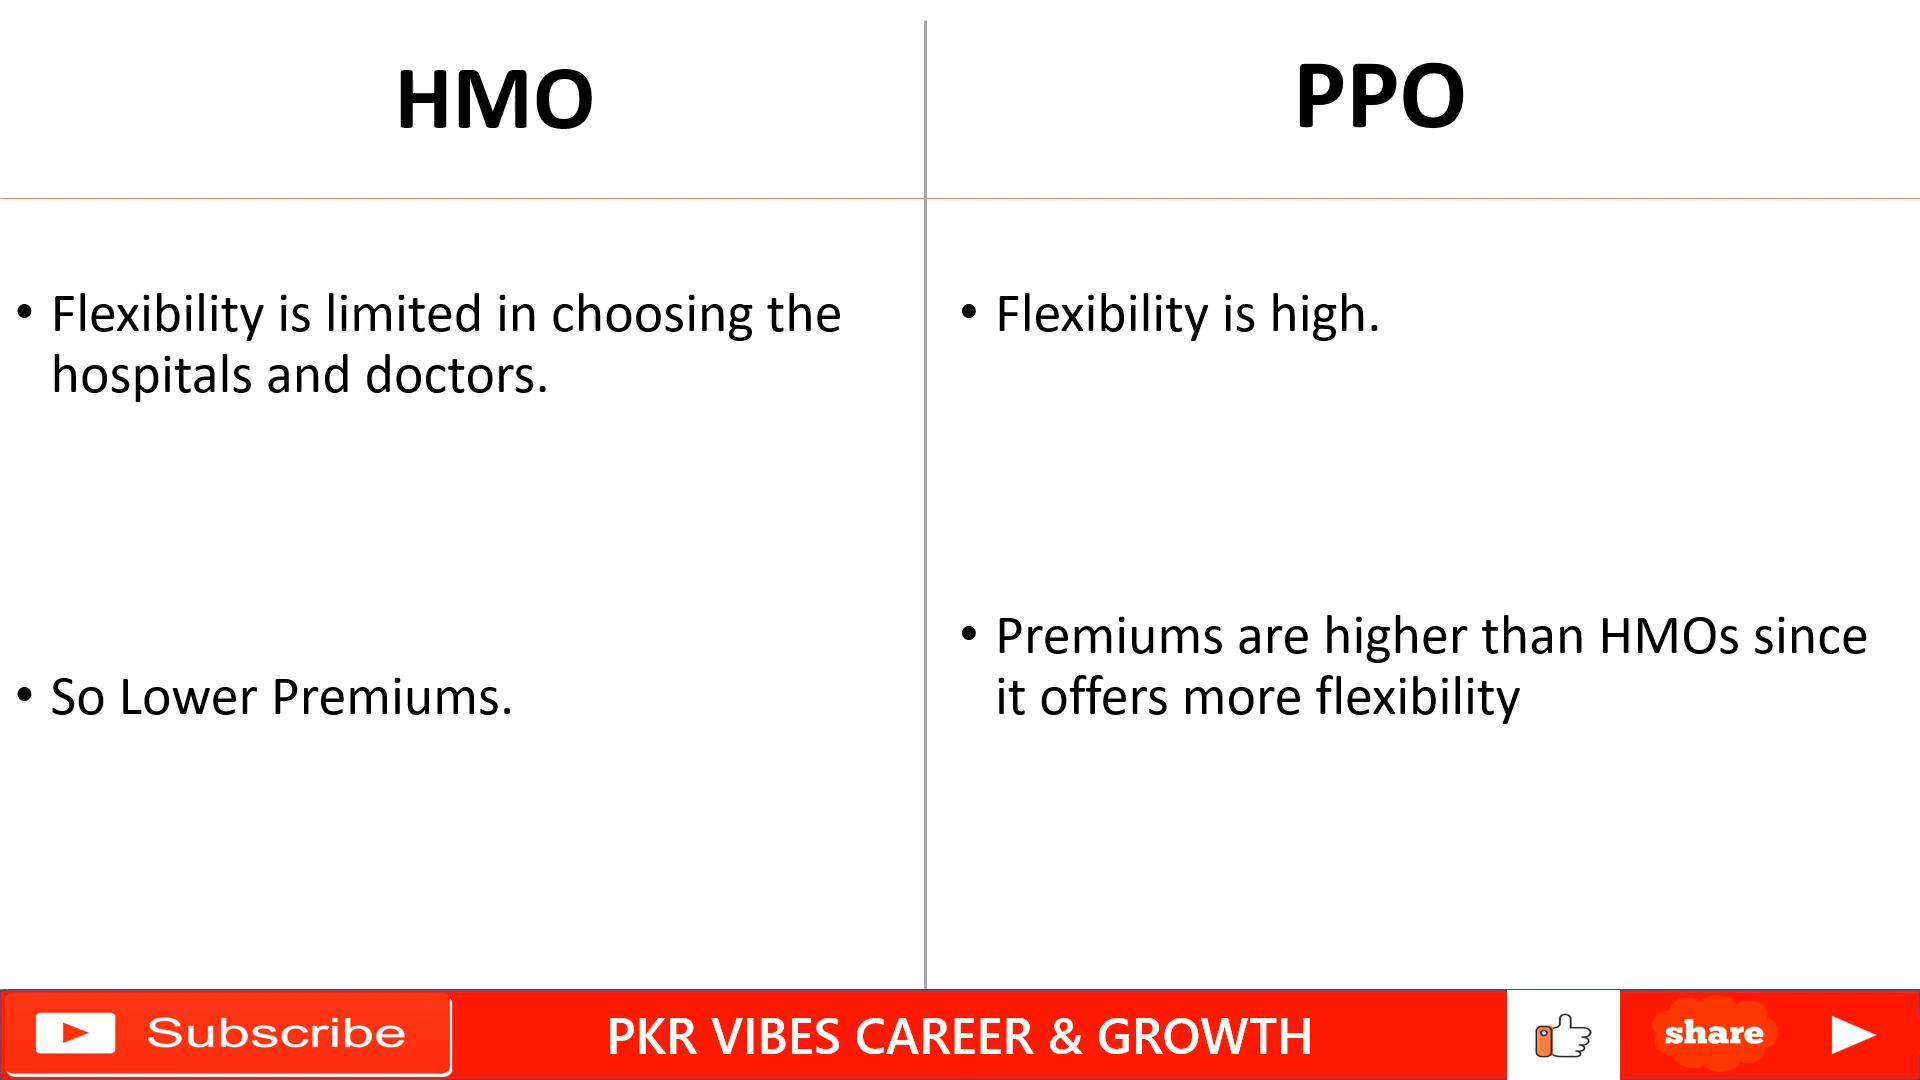 HMO
PPO
• Flexibility is limited in choosing the
hospitals and doctors.
• So Lower Premiums.
• Flexibility is high.
• Premiums are higher than HMOs since
it offers more flexibility
Subscribe
PKR VIBES CAREER & GROWTH
share